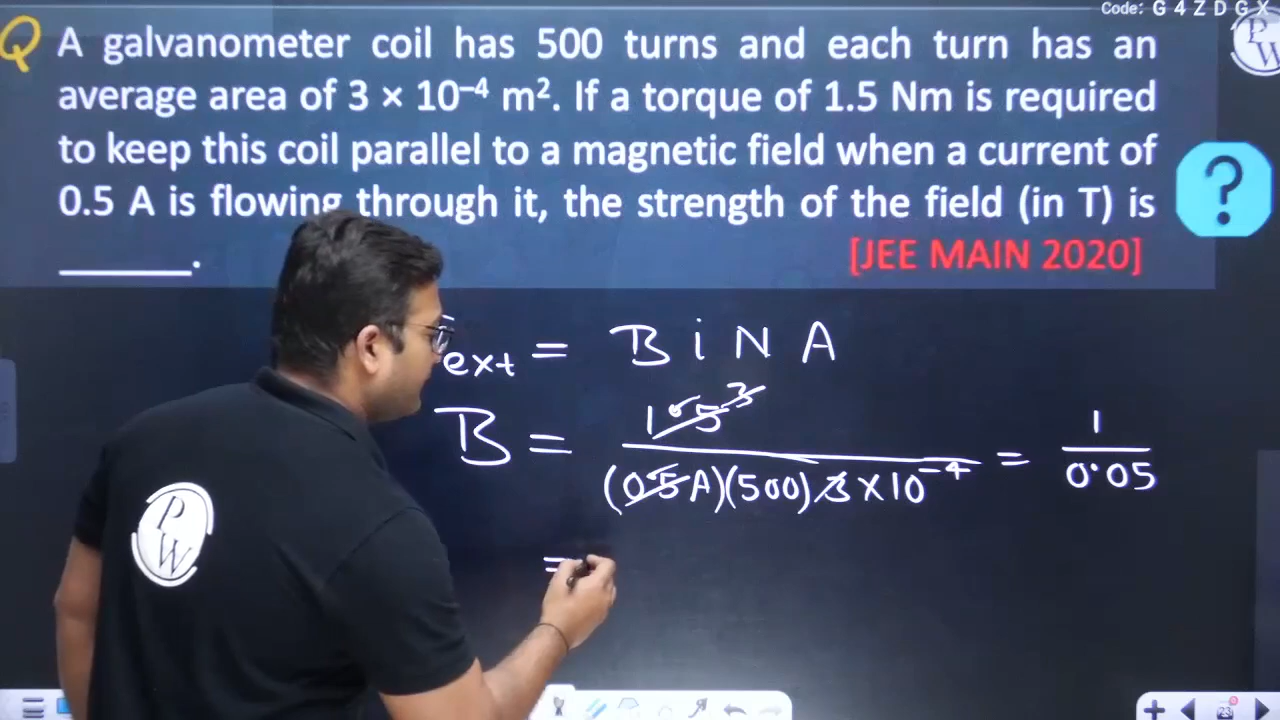 Code: G 4 Z D G X
Q A galvanometer coil has 500 turns and each turn has an
average area of 3 × 10⁻⁴ m². If a torque of 1.5 Nm is required
to keep this coil parallel to a magnetic field when a current of
0.5 A is flowing through it, the strength of the field (in T) is
______.
[JEE MAIN 2020]
?
P W
ext = B i N A
B = 1.5 3 / (0.5A)(500) 3 × 10⁻⁴ = 1 / 0.05
=
P W
23